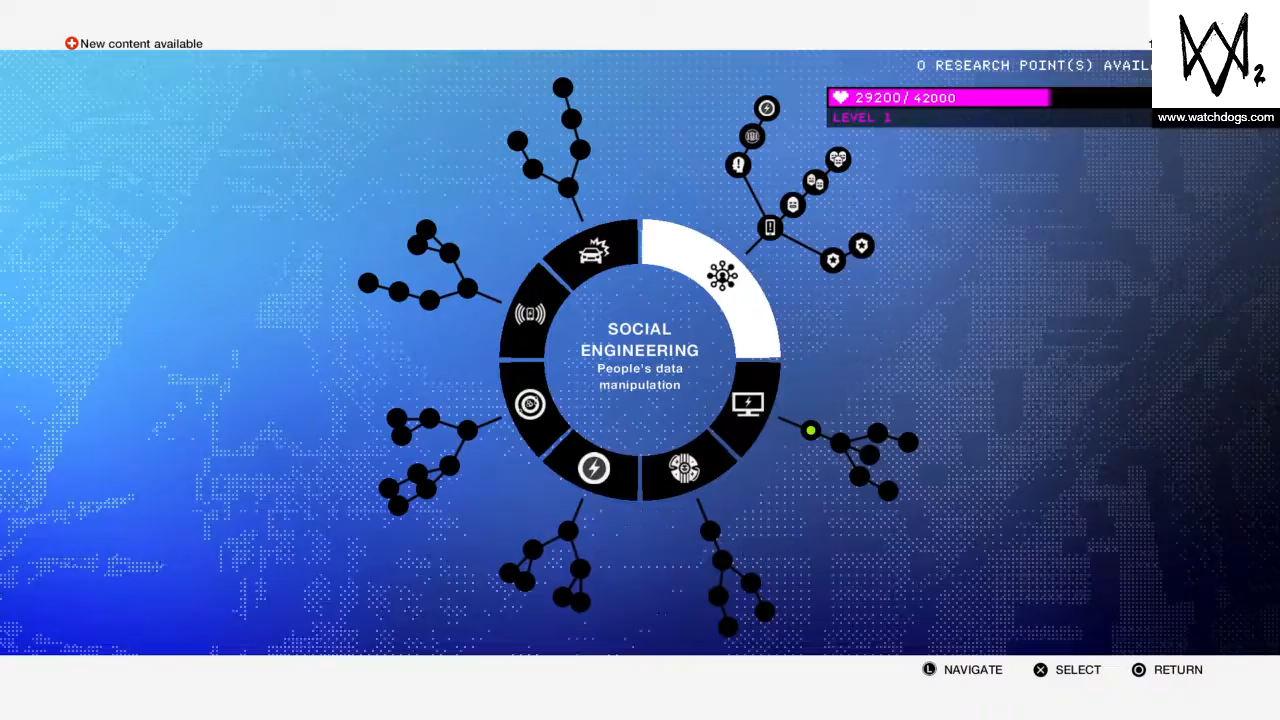 New content available
0 RESEARCH POINT(S) AVAIL
29200/ 42000
LEVEL 1
2
www.watchdogs.com
SOCIAL
ENGINEERING
People's data
manipulation
L NAVIGATE
SELECT
RETURN